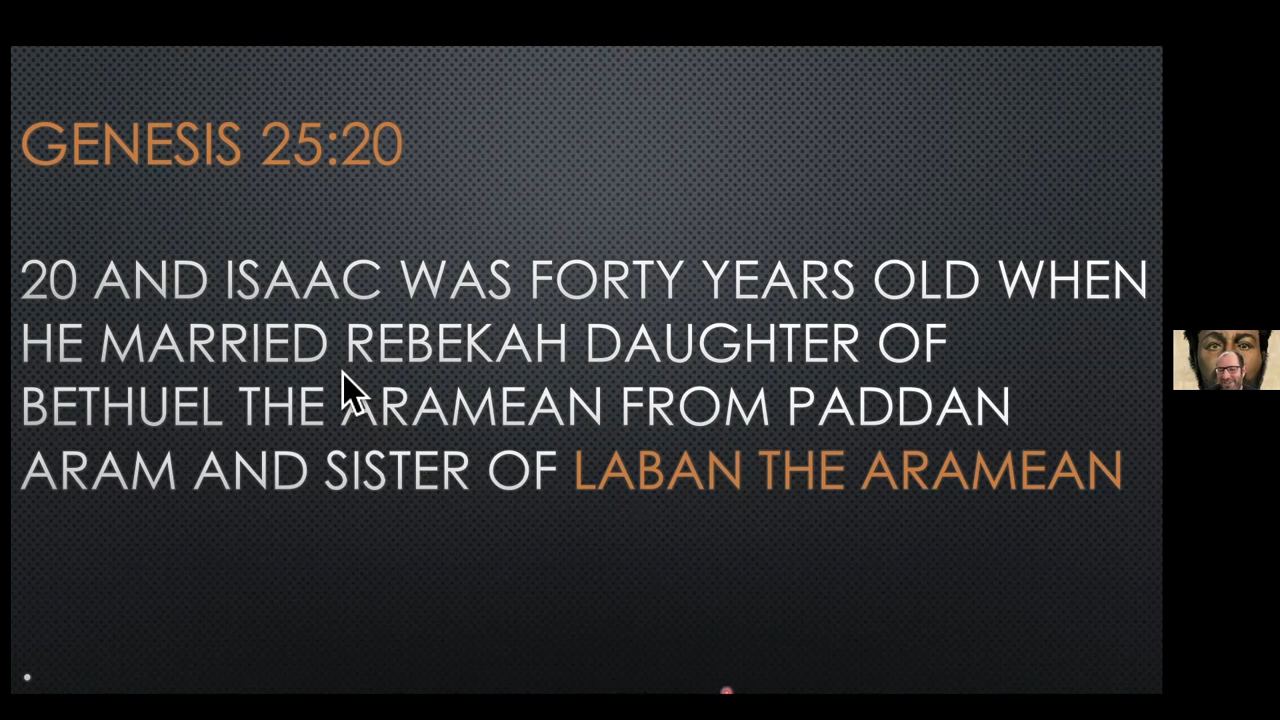 GENESIS 25:20
20 AND ISAAC WAS FORTY YEARS OLD WHEN
HE MARRIED REBEKAH DAUGHTER OF
BETHUEL THE ARAMEAN FROM PADDAN
ARAM AND SISTER OF LABAN THE ARAMEAN